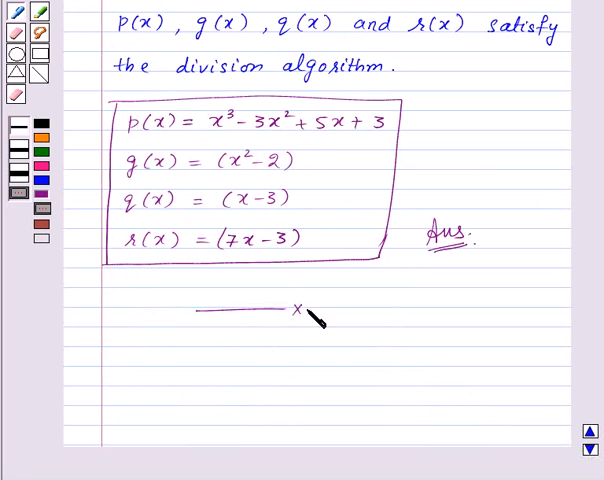 p(x), g(x), q(x) and r(x) satisfy
the division algorithm.
p(x) = x³ - 3x² + 5x + 3
g(x) = (x² - 2)
q(x) = (x - 3)
r(x) = (7x - 3)
Ans.
x